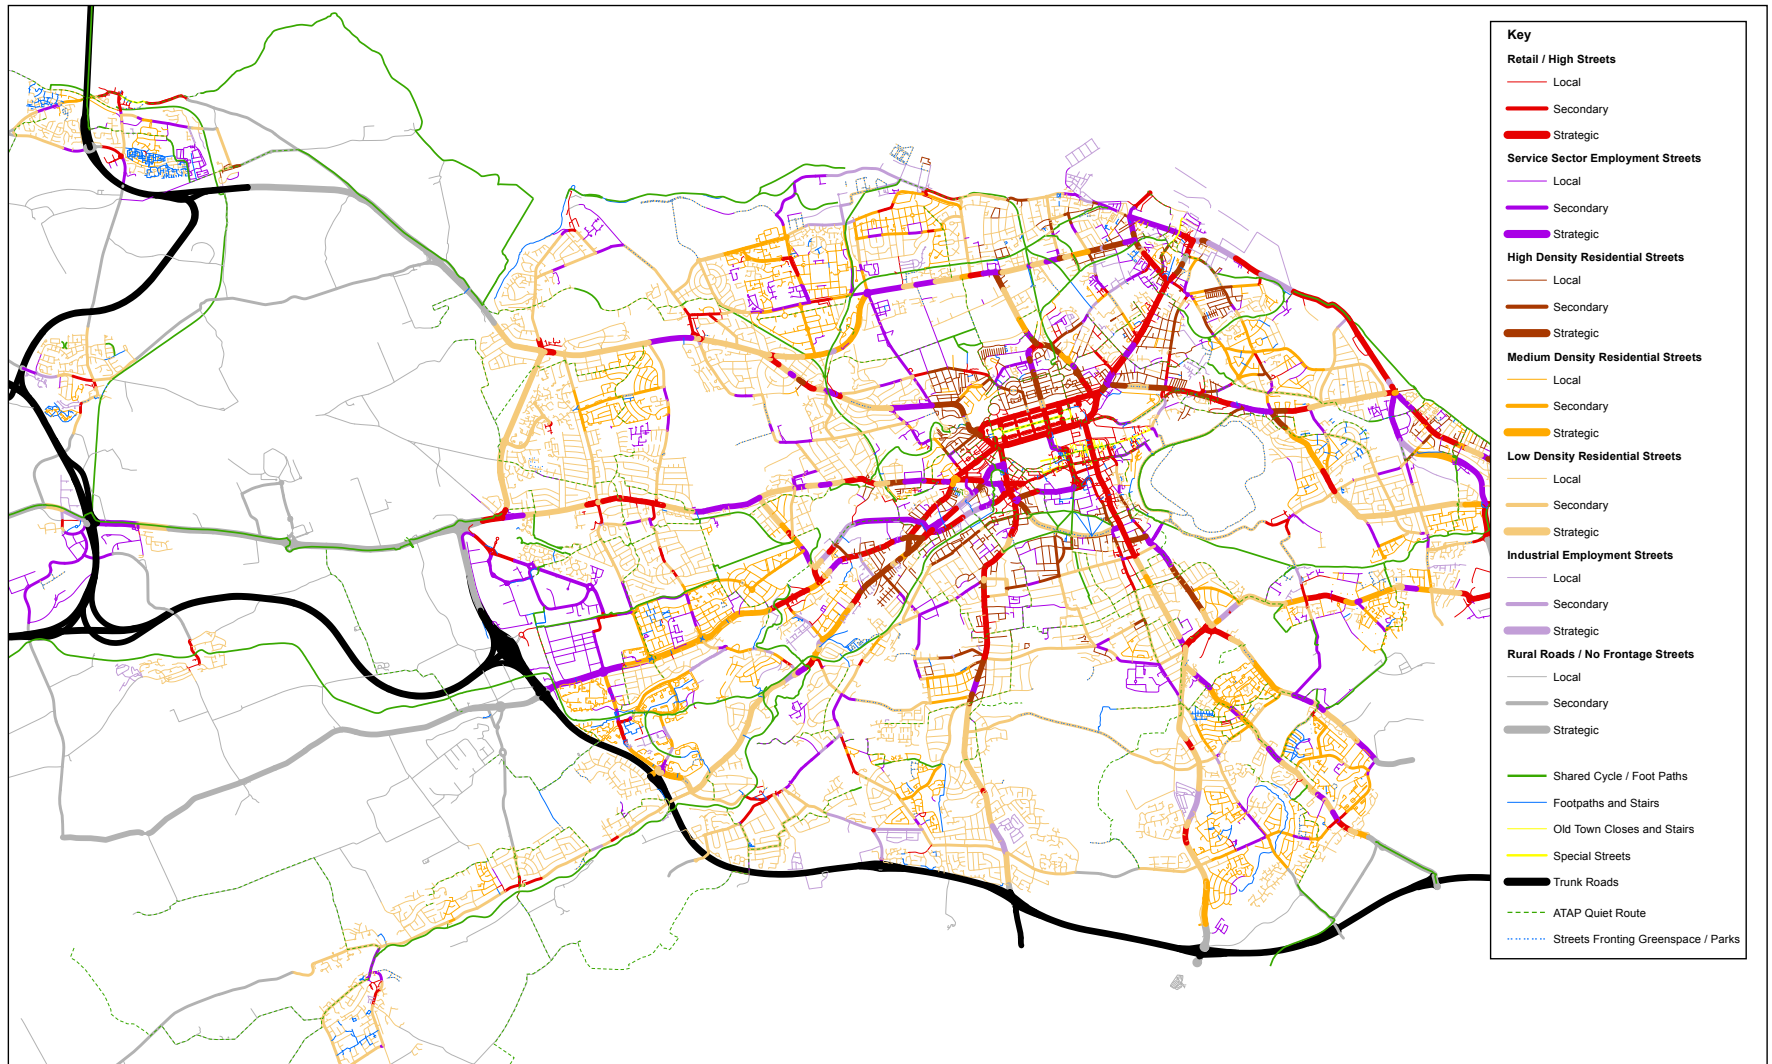 Key
Retail / High Streets
Local
Secondary
Strategic
Service Sector Employment Streets
Local
Secondary
Strategic
High Density Residential Streets
Local
Secondary
Strategic
Medium Density Residential Streets
Local
Secondary
Strategic
Low Density Residential Streets
Local
Secondary
Strategic
Industrial Employment Streets
Local
Secondary
Strategic
Rural Roads / No Frontage Streets
Local
Secondary
Strategic
Shared Cycle / Foot Paths
Footpaths and Stairs
Old Town Closes and Stairs
Special Streets
Trunk Roads
ATAP Quiet Route
Streets Fronting Greenspace / Parks